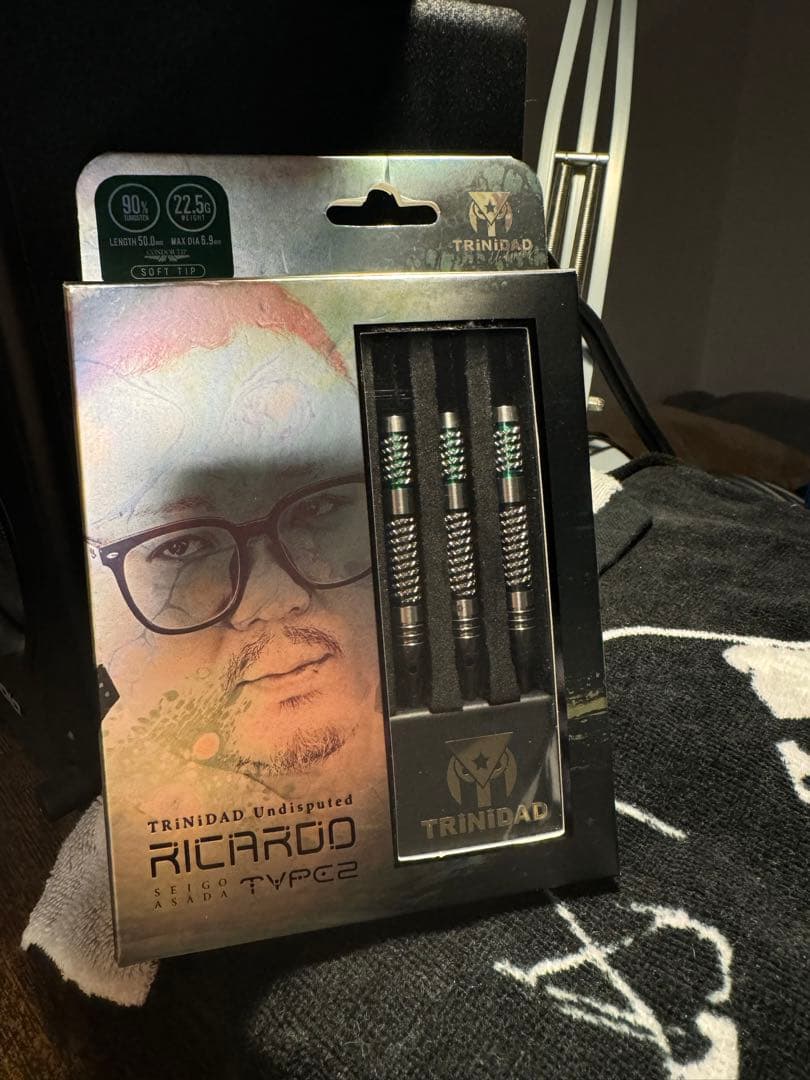 90%
TUNGSTEN
22.5G
WEIGHT
LENGTH 50.0mm MAX DIA 6.9mm
CONDOR TIP
SOFT TIP
TRiNiDAD
TRiNiDAD Undisputed
RICARDO
SEIGO
ASADA
TYPE2
TRiNiDAD